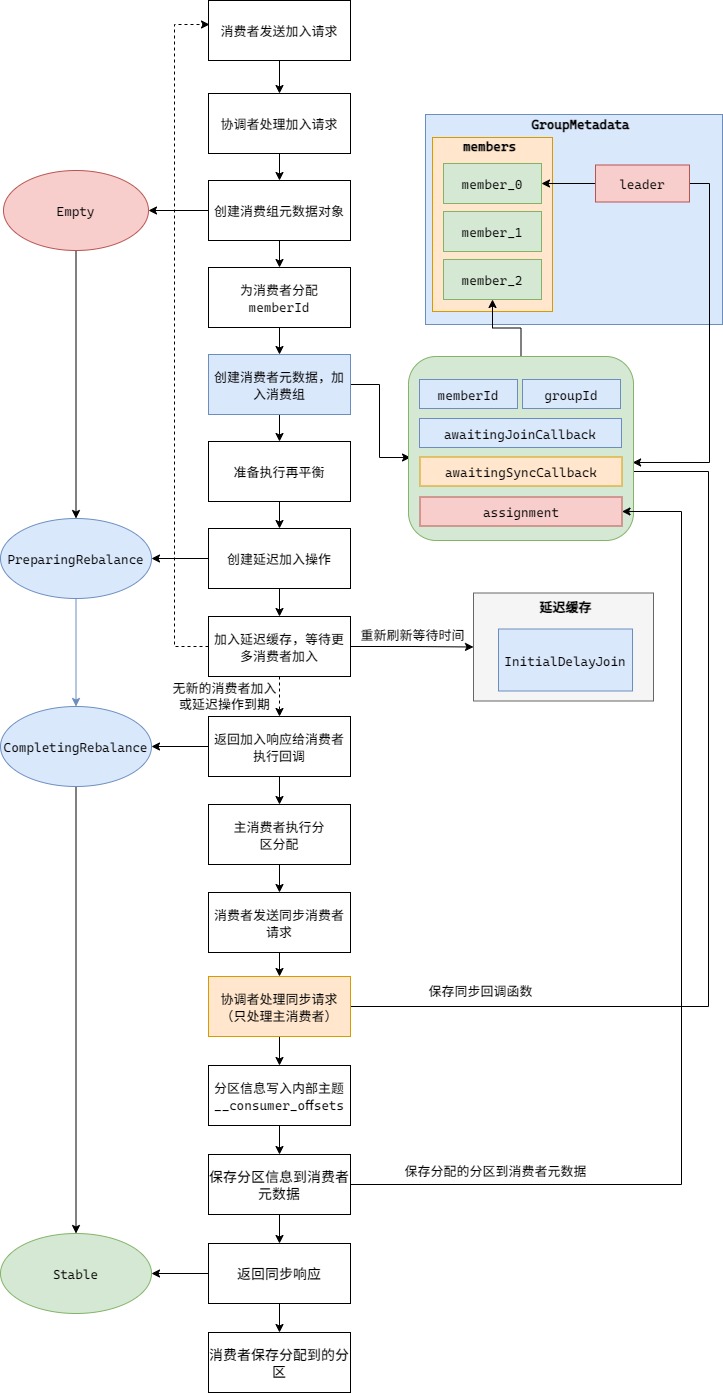 消费者发送加入请求
协调者处理加入请求
GroupMetadata
members
member_0
leader
member_1
member_2
Empty
创建消费组元数据对象
为消费者分配
memberId
创建消费者元数据，加
入消费组
memberId
groupId
awaitingJoinCallback
awaitingSyncCallback
assignment
准备执行再平衡
PreparingRebalance
创建延迟加入操作
加入延迟缓存，等待更
多消费者加入
重新刷新等待时间
延迟缓存
InitialDelayJoin
无新的消费者加入
或延迟操作到期
CompletingRebalance
返回加入响应给消费者
执行回调
主消费者执行分
区分配
消费者发送同步消费者
请求
协调者处理同步请求
（只处理主消费者）
保存同步回调函数
分区信息写入内部主题
__consumer_offsets
保存分区信息到消费者
元数据
保存分配的分区到消费者元数据
Stable
返回同步响应
消费者保存分配到的分
区